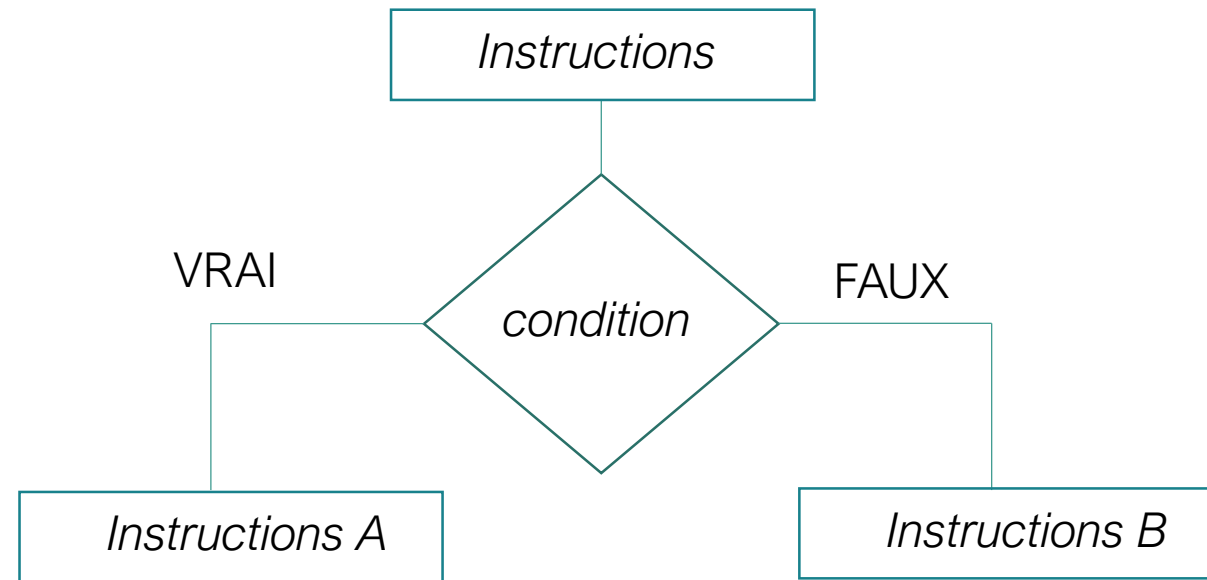 Instructions
VRAI
FAUX
condition
Instructions A
Instructions B